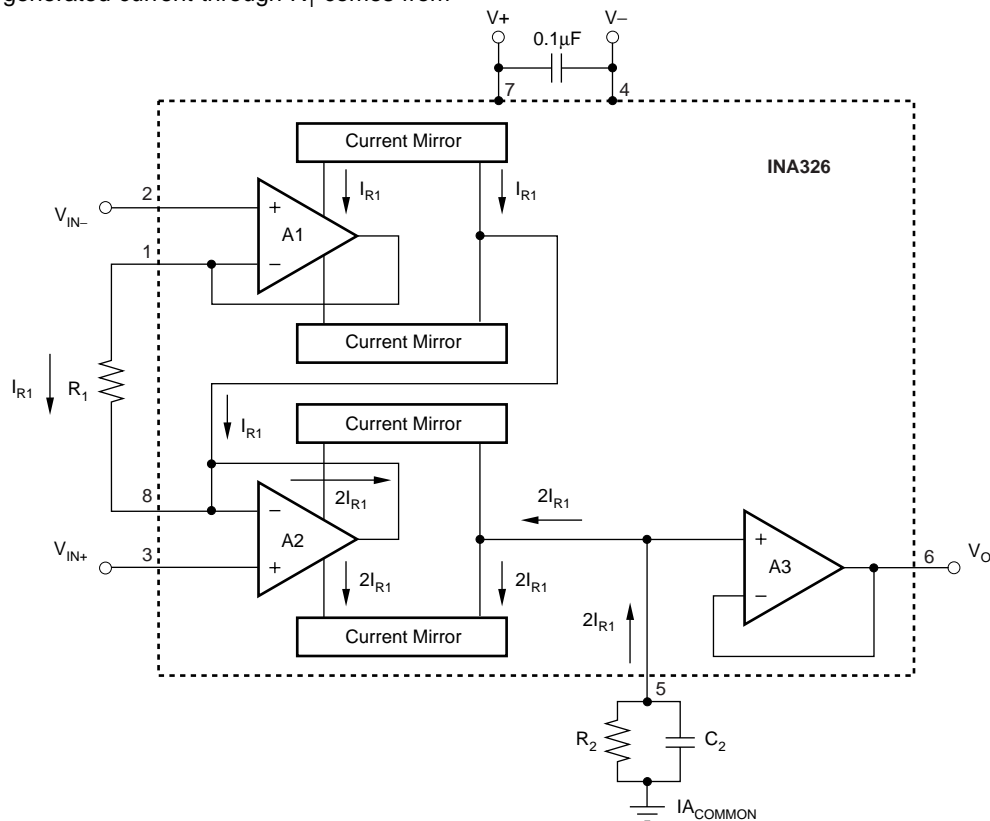 generated current through R1 comes from
V+ V−
0.1μF
7 4
Current Mirror
INA326
IR1 IR1
2
VIN−
+
A1
1
−
Current Mirror
IR1 R1
Current Mirror
IR1
8
−
2IR1
2IR1
A2
+
A3
6
VO
VIN+
3
+
−
2IR1 2IR1
2IR1
Current Mirror
5
R2 C2
IACOMMON